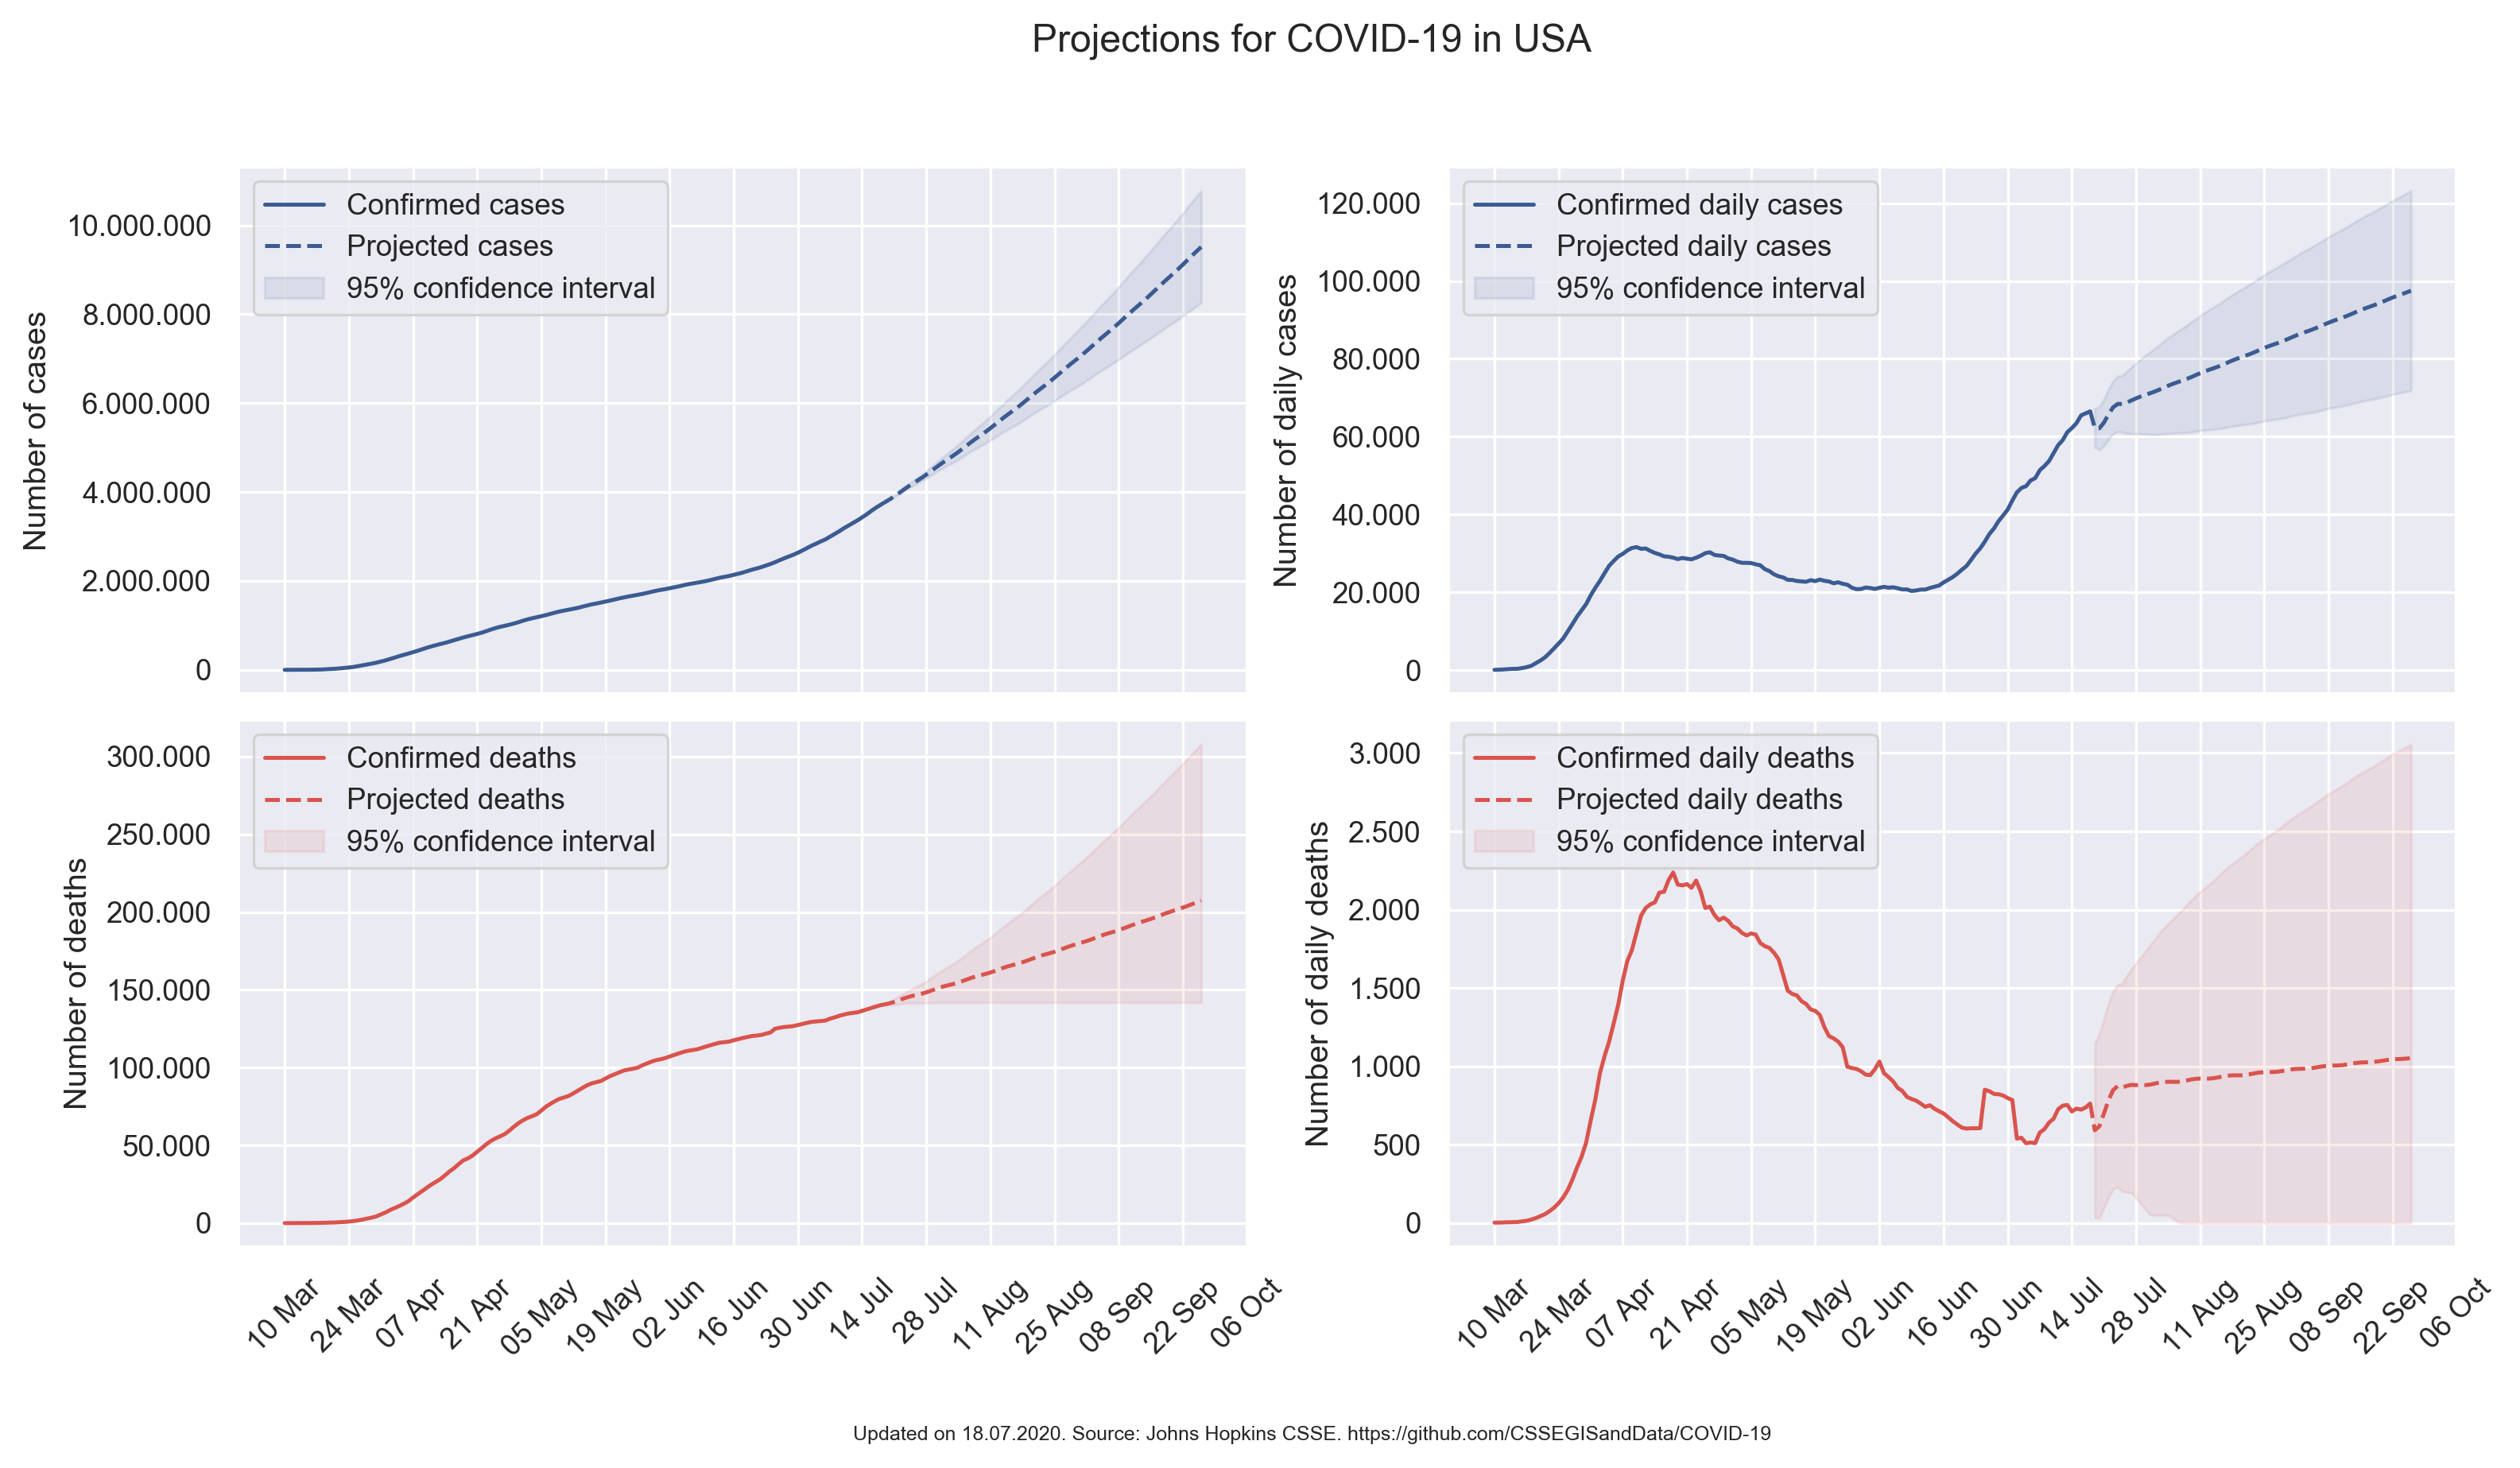 Projections for COVID-19 in USA
Number of cases
10.000.000
8.000.000
6.000.000
4.000.000
2.000.000
0
Confirmed cases
Projected cases
95% confidence interval
Number of daily cases
120.000
100.000
80.000
60.000
40.000
20.000
0
Confirmed daily cases
Projected daily cases
95% confidence interval
Number of deaths
300.000
250.000
200.000
150.000
100.000
50.000
0
Confirmed deaths
Projected deaths
95% confidence interval
10 Mar
24 Mar
07 Apr
21 Apr
05 May
19 May
02 Jun
16 Jun
30 Jun
14 Jul
28 Jul
11 Aug
25 Aug
08 Sep
22 Sep
06 Oct
Number of daily deaths
3.000
2.500
2.000
1.500
1.000
500
0
Confirmed daily deaths
Projected daily deaths
95% confidence interval
10 Mar
24 Mar
07 Apr
21 Apr
05 May
19 May
02 Jun
16 Jun
30 Jun
14 Jul
28 Jul
11 Aug
25 Aug
08 Sep
22 Sep
06 Oct
Updated on 18.07.2020. Source: Johns Hopkins CSSE. https://github.com/CSSEGISandData/COVID-19